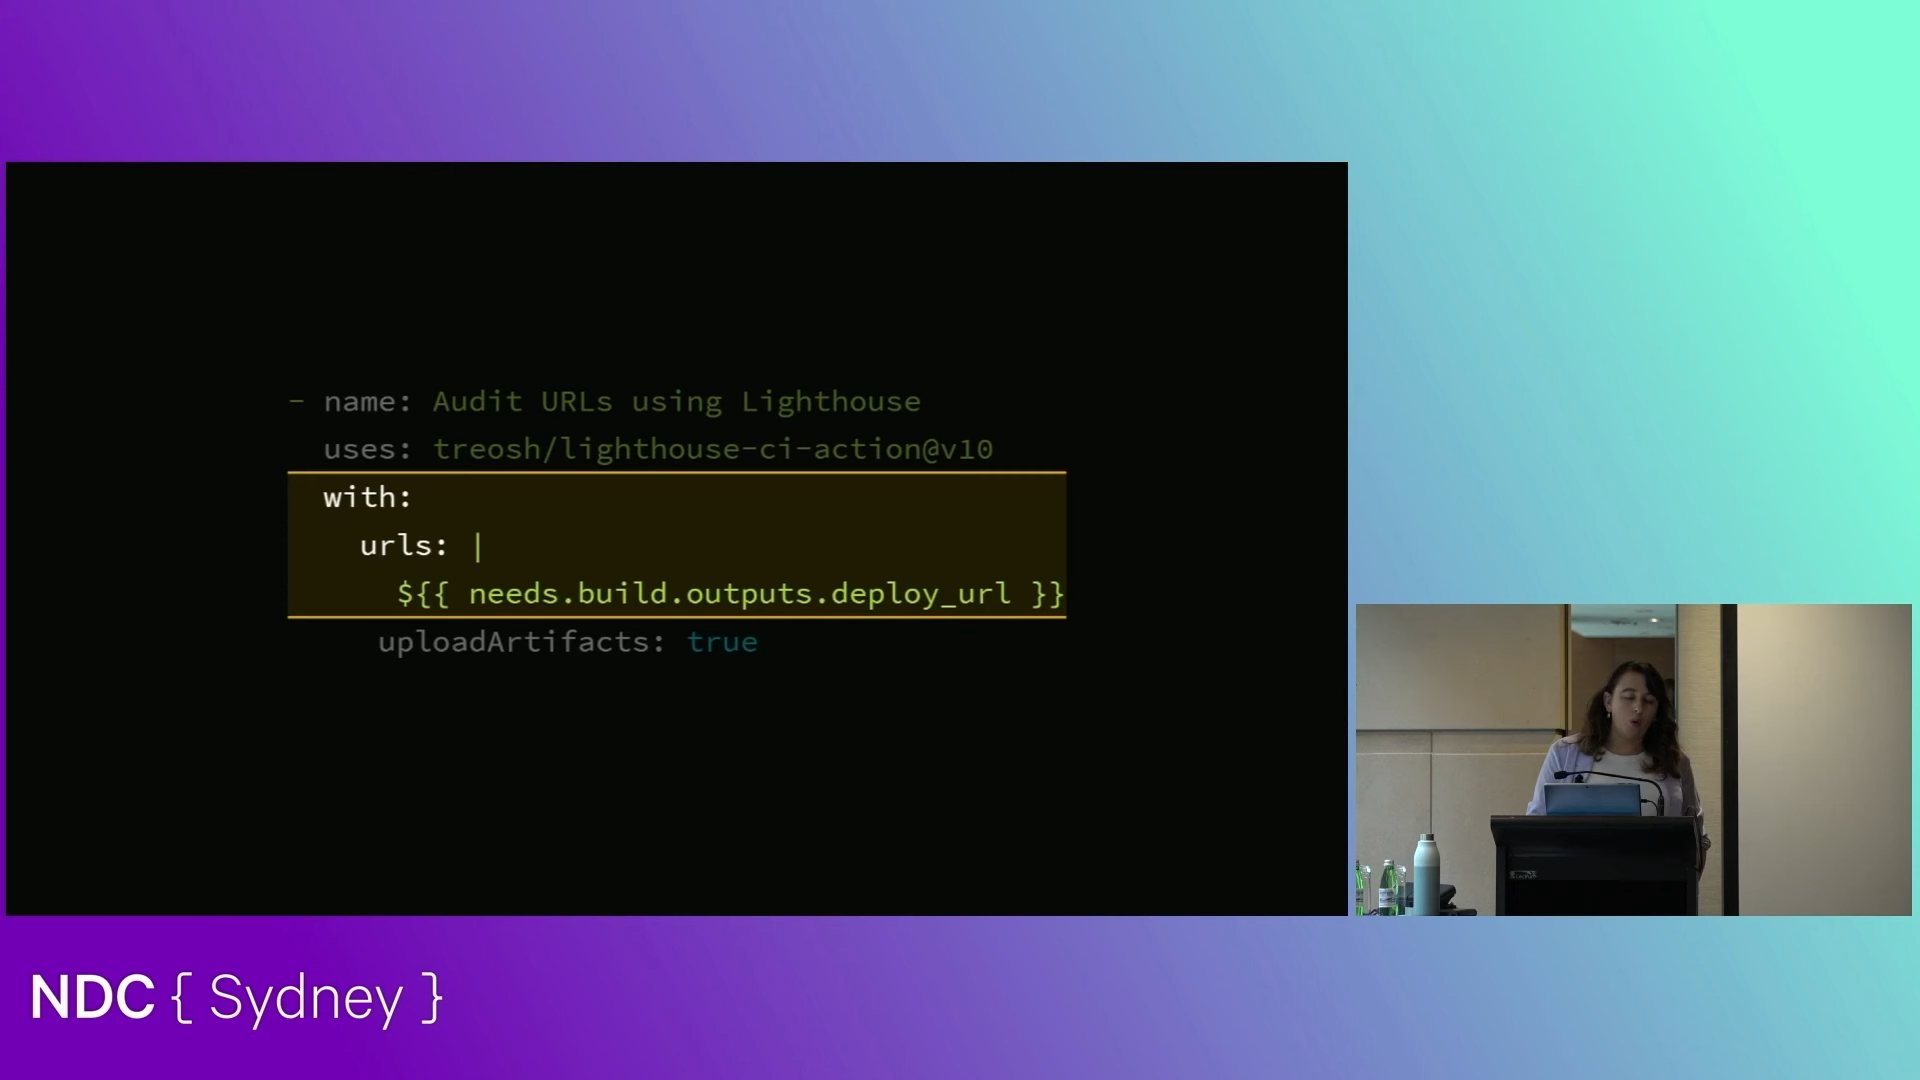 - name: Audit URLs using Lighthouse
uses: treosh/lighthouse-ci-action@v10
with:
urls: |
${{ needs.build.outputs.deploy_url }}
uploadArtifacts: true
NDC { Sydney }